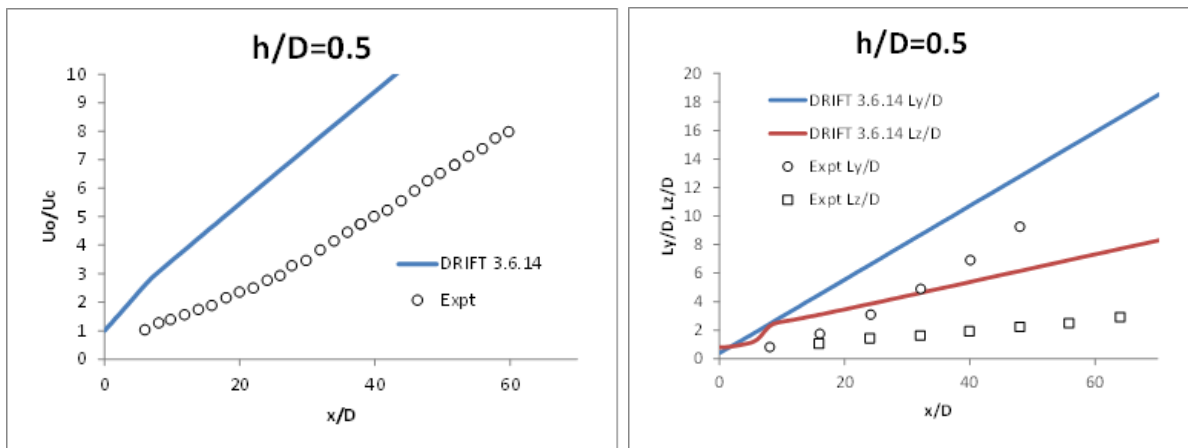 h/D=0.5
10
9
8
7
6
5
4
3
2
1
0
Uo/Uc
DRIFT 3.6.14
Expt
0
20
40
60
x/D
h/D=0.5
20
18
16
14
12
10
8
6
4
2
0
Ly/D, Lz/D
DRIFT 3.6.14 Ly/D
DRIFT 3.6.14 Lz/D
Expt Ly/D
Expt Lz/D
0
20
40
60
x/D